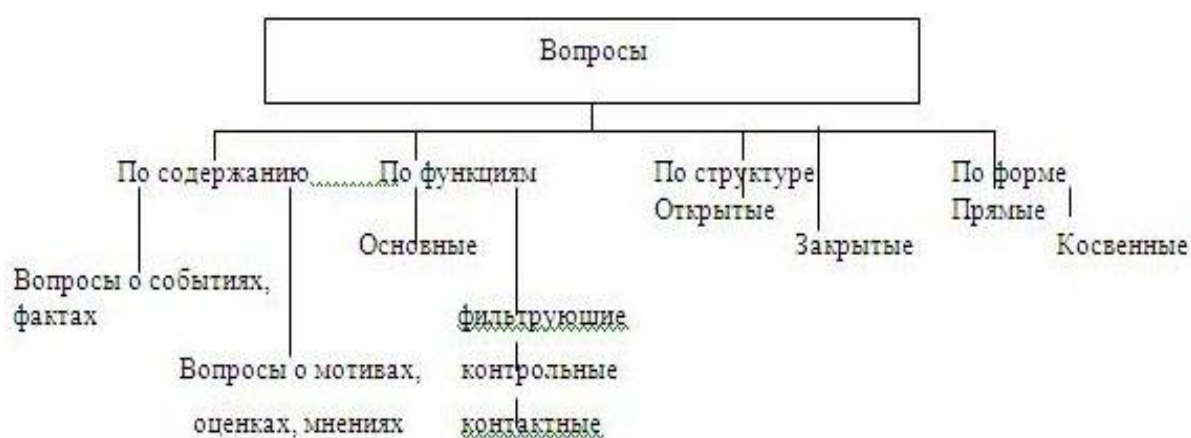 Вопросы
По содержанию По функциям По структуре По форме
Открытые Прямые
Основные Закрытые Косвенные
Вопросы о событиях,
фактах
фильтрующие
Вопросы о мотивах, контрольные
оценках, мнениях контактные